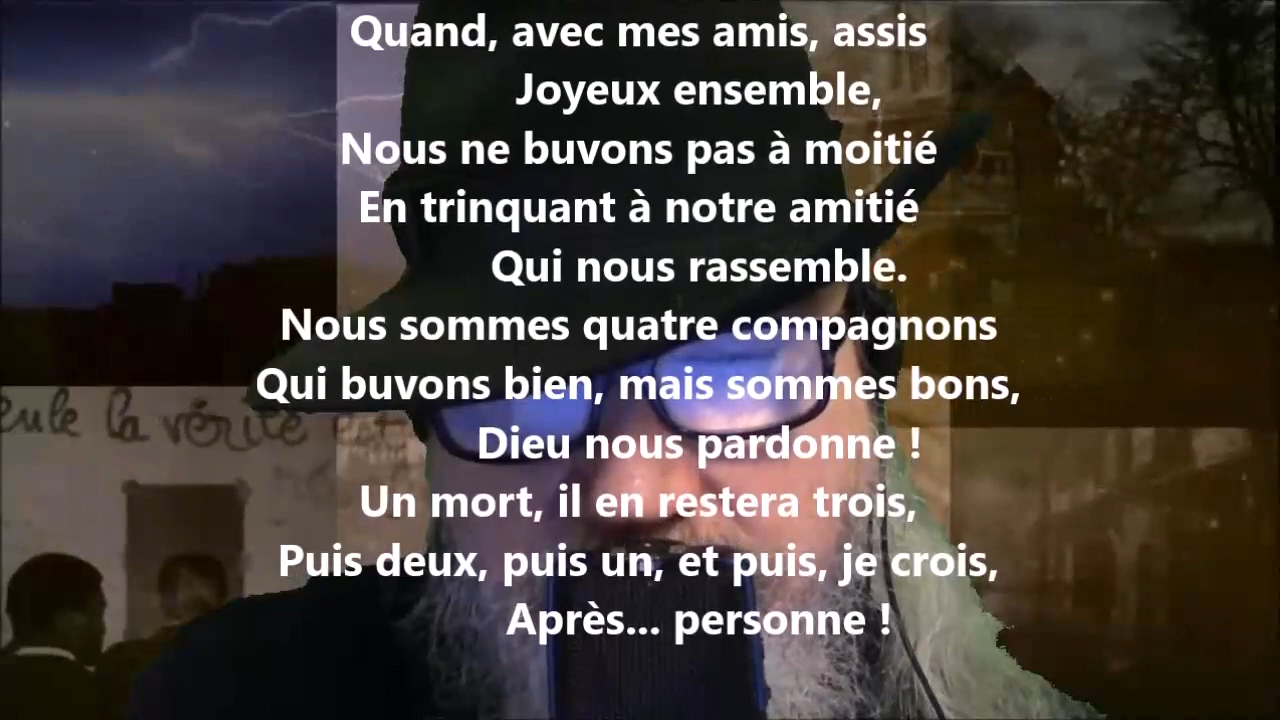 Quand, avec mes amis, assis
Joyeux ensemble,
Nous ne buvons pas à moitié
En trinquant à notre amitié
Qui nous rassemble.
Nous sommes quatre compagnons
Qui buvons bien, mais sommes bons,
Dieu nous pardonne !
Un mort, il en restera trois,
Puis deux, puis un, et puis, je crois,
Après... personne !
la vérité